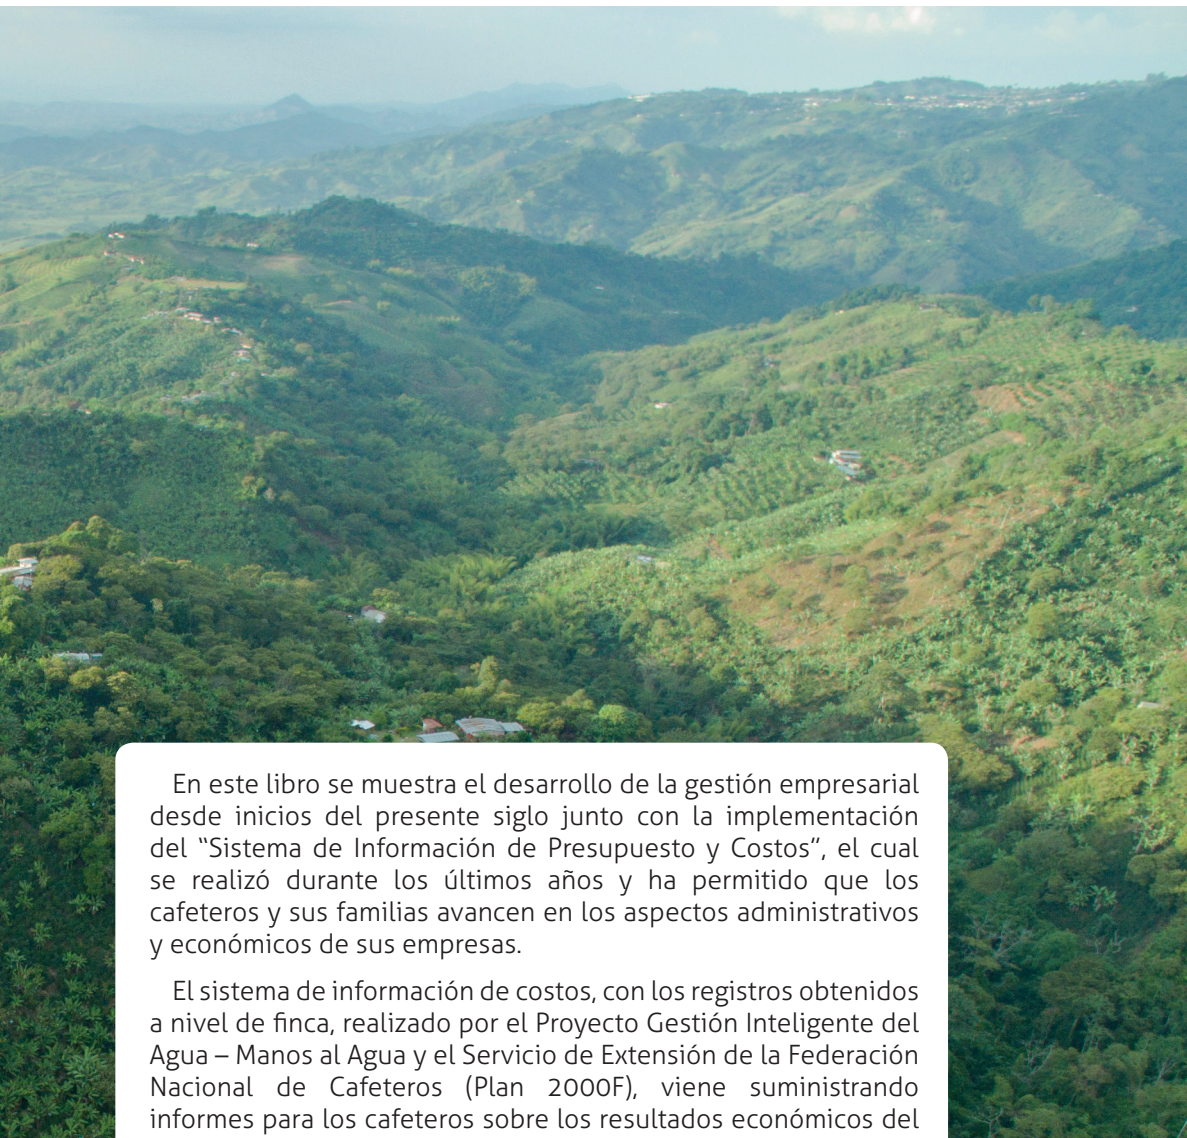 En este libro se muestra el desarrollo de la gestión empresarial
desde inicios del presente siglo junto con la implementación
del “Sistema de Información de Presupuesto y Costos”, el cual
se realizó durante los últimos años y ha permitido que los
cafeteros y sus familias avancen en los aspectos administrativos
y económicos de sus empresas.
El sistema de información de costos, con los registros obtenidos
a nivel de finca, realizado por el Proyecto Gestión Inteligente del
Agua – Manos al Agua y el Servicio de Extensión de la Federación
Nacional de Cafeteros (Plan 2000F), viene suministrando
informes para los cafeteros sobre los resultados económicos del